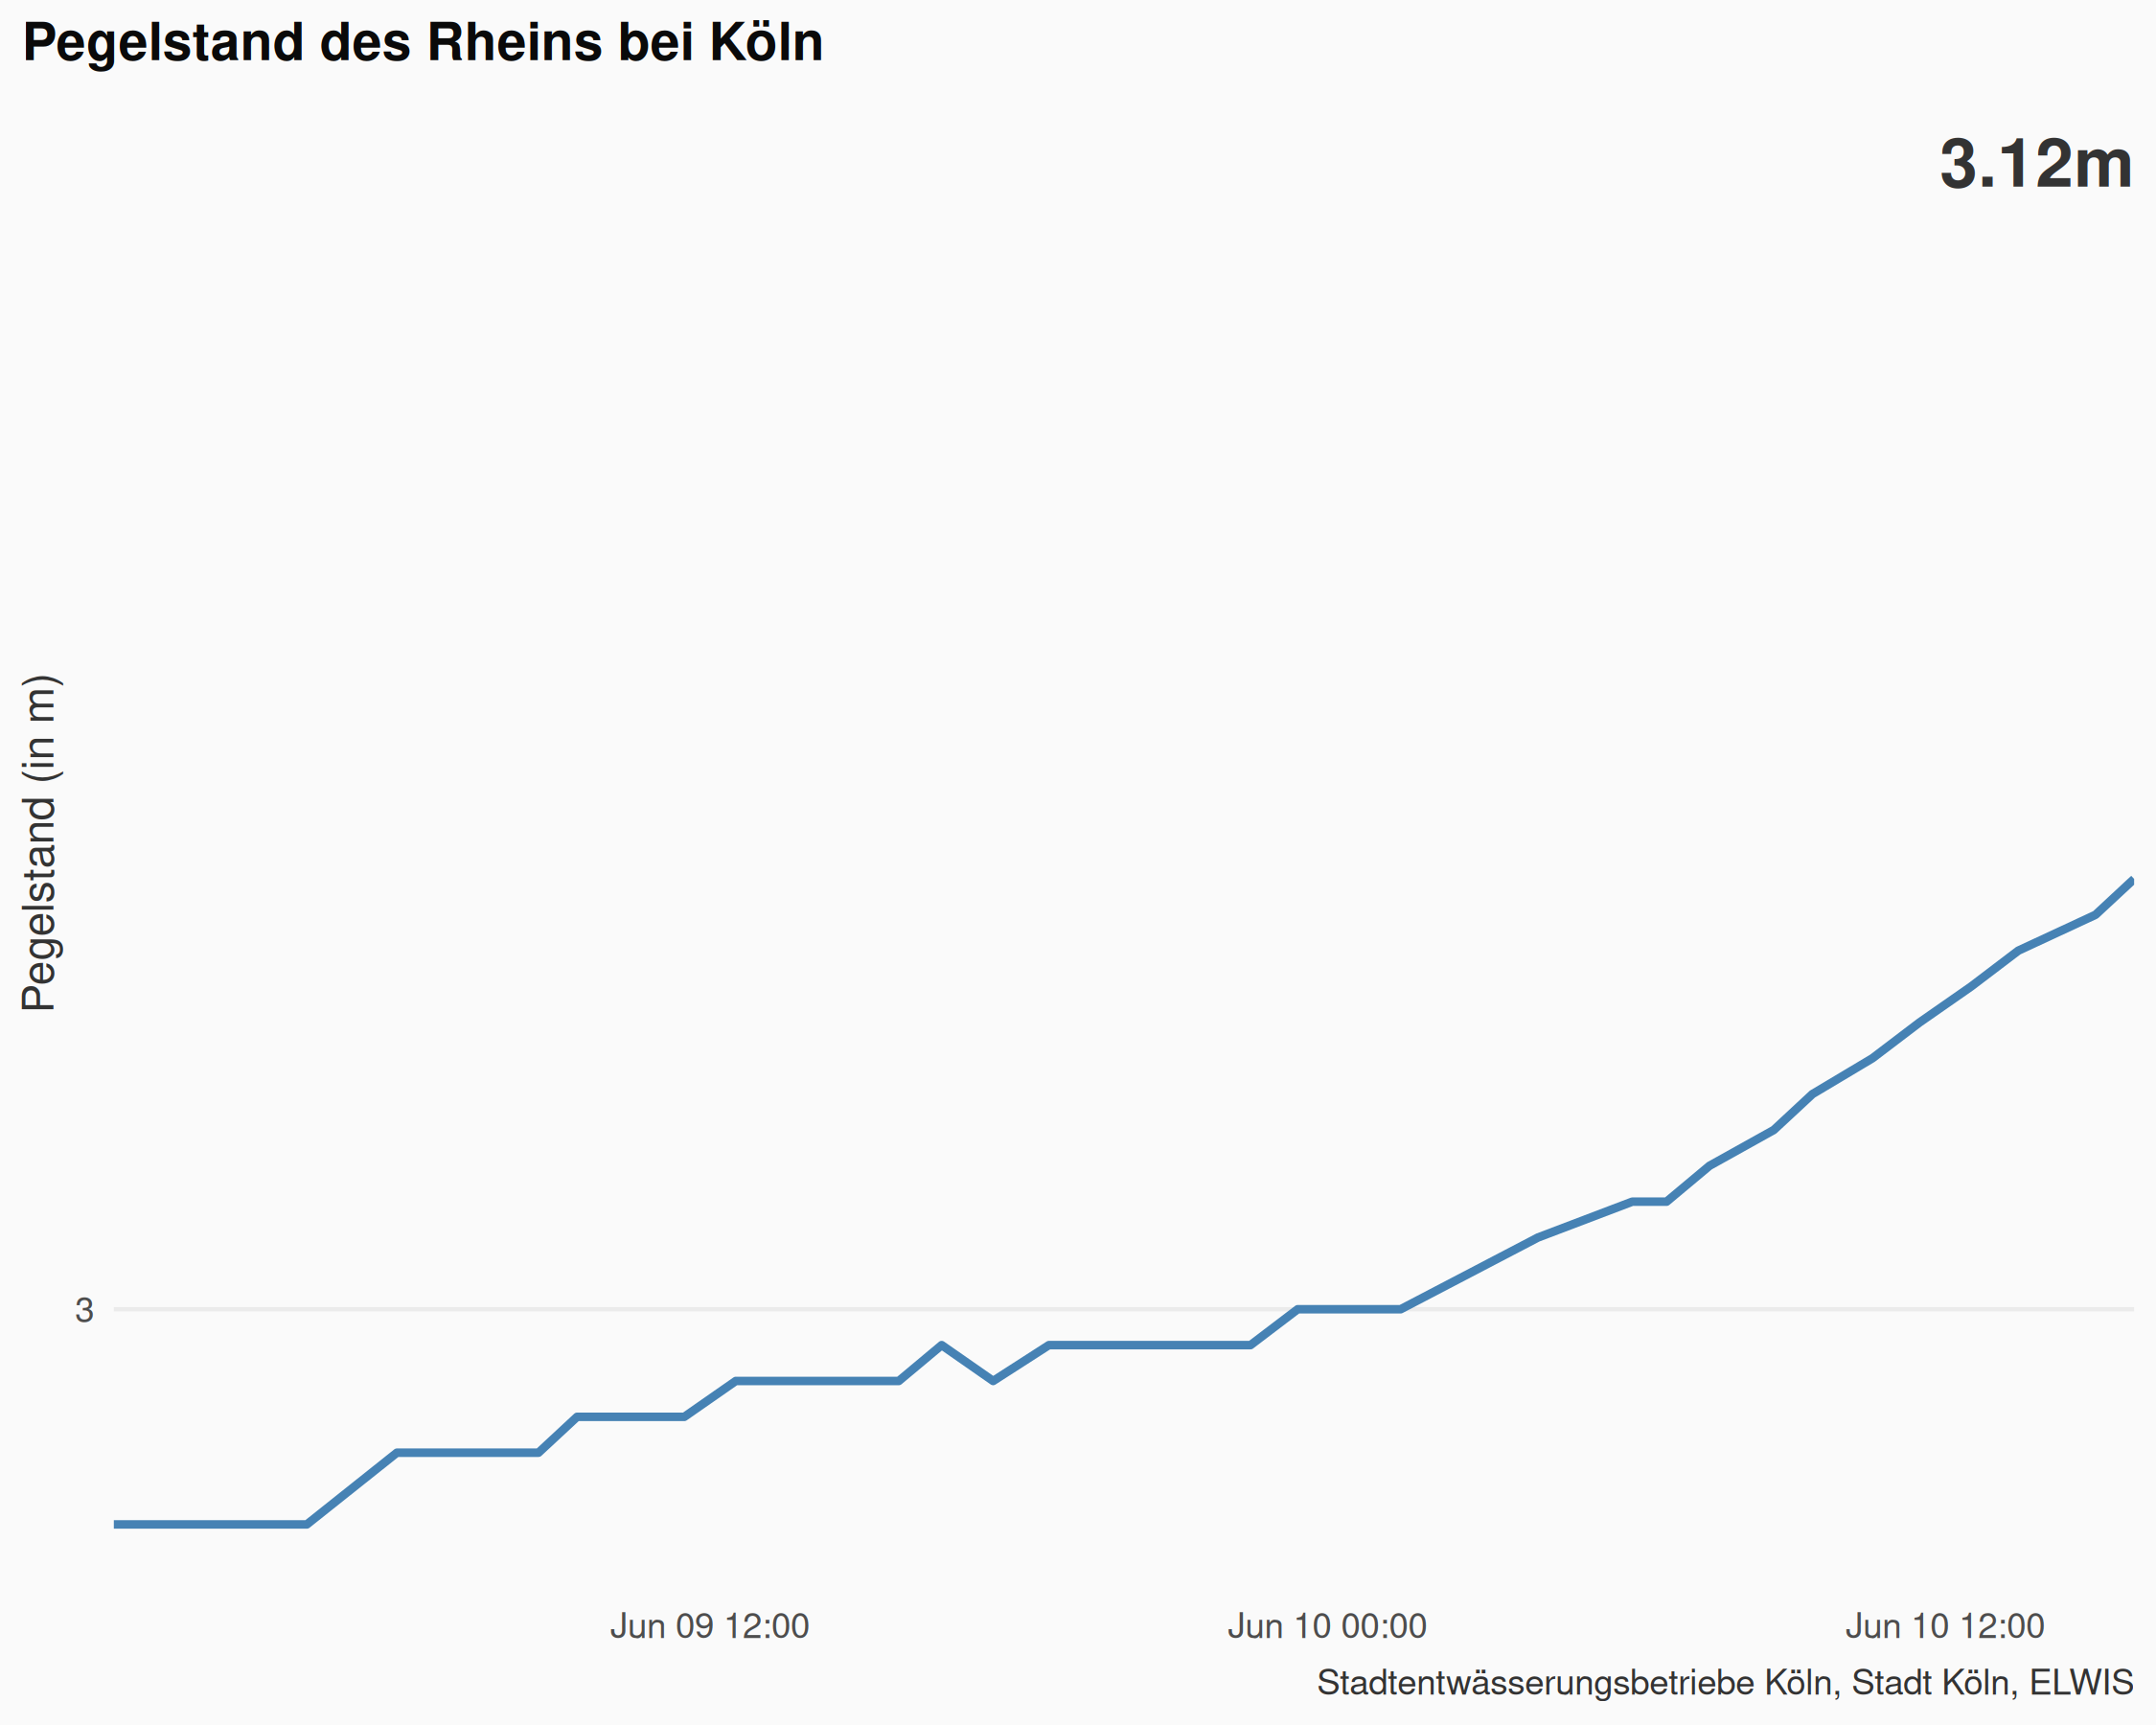 Pegelstand des Rheins bei Köln
3.12m
Pegelstand (in m)
3
Jun 09 12:00
Jun 10 00:00
Jun 10 12:00
Stadtentwässerungsbetriebe Köln, Stadt Köln, ELWIS